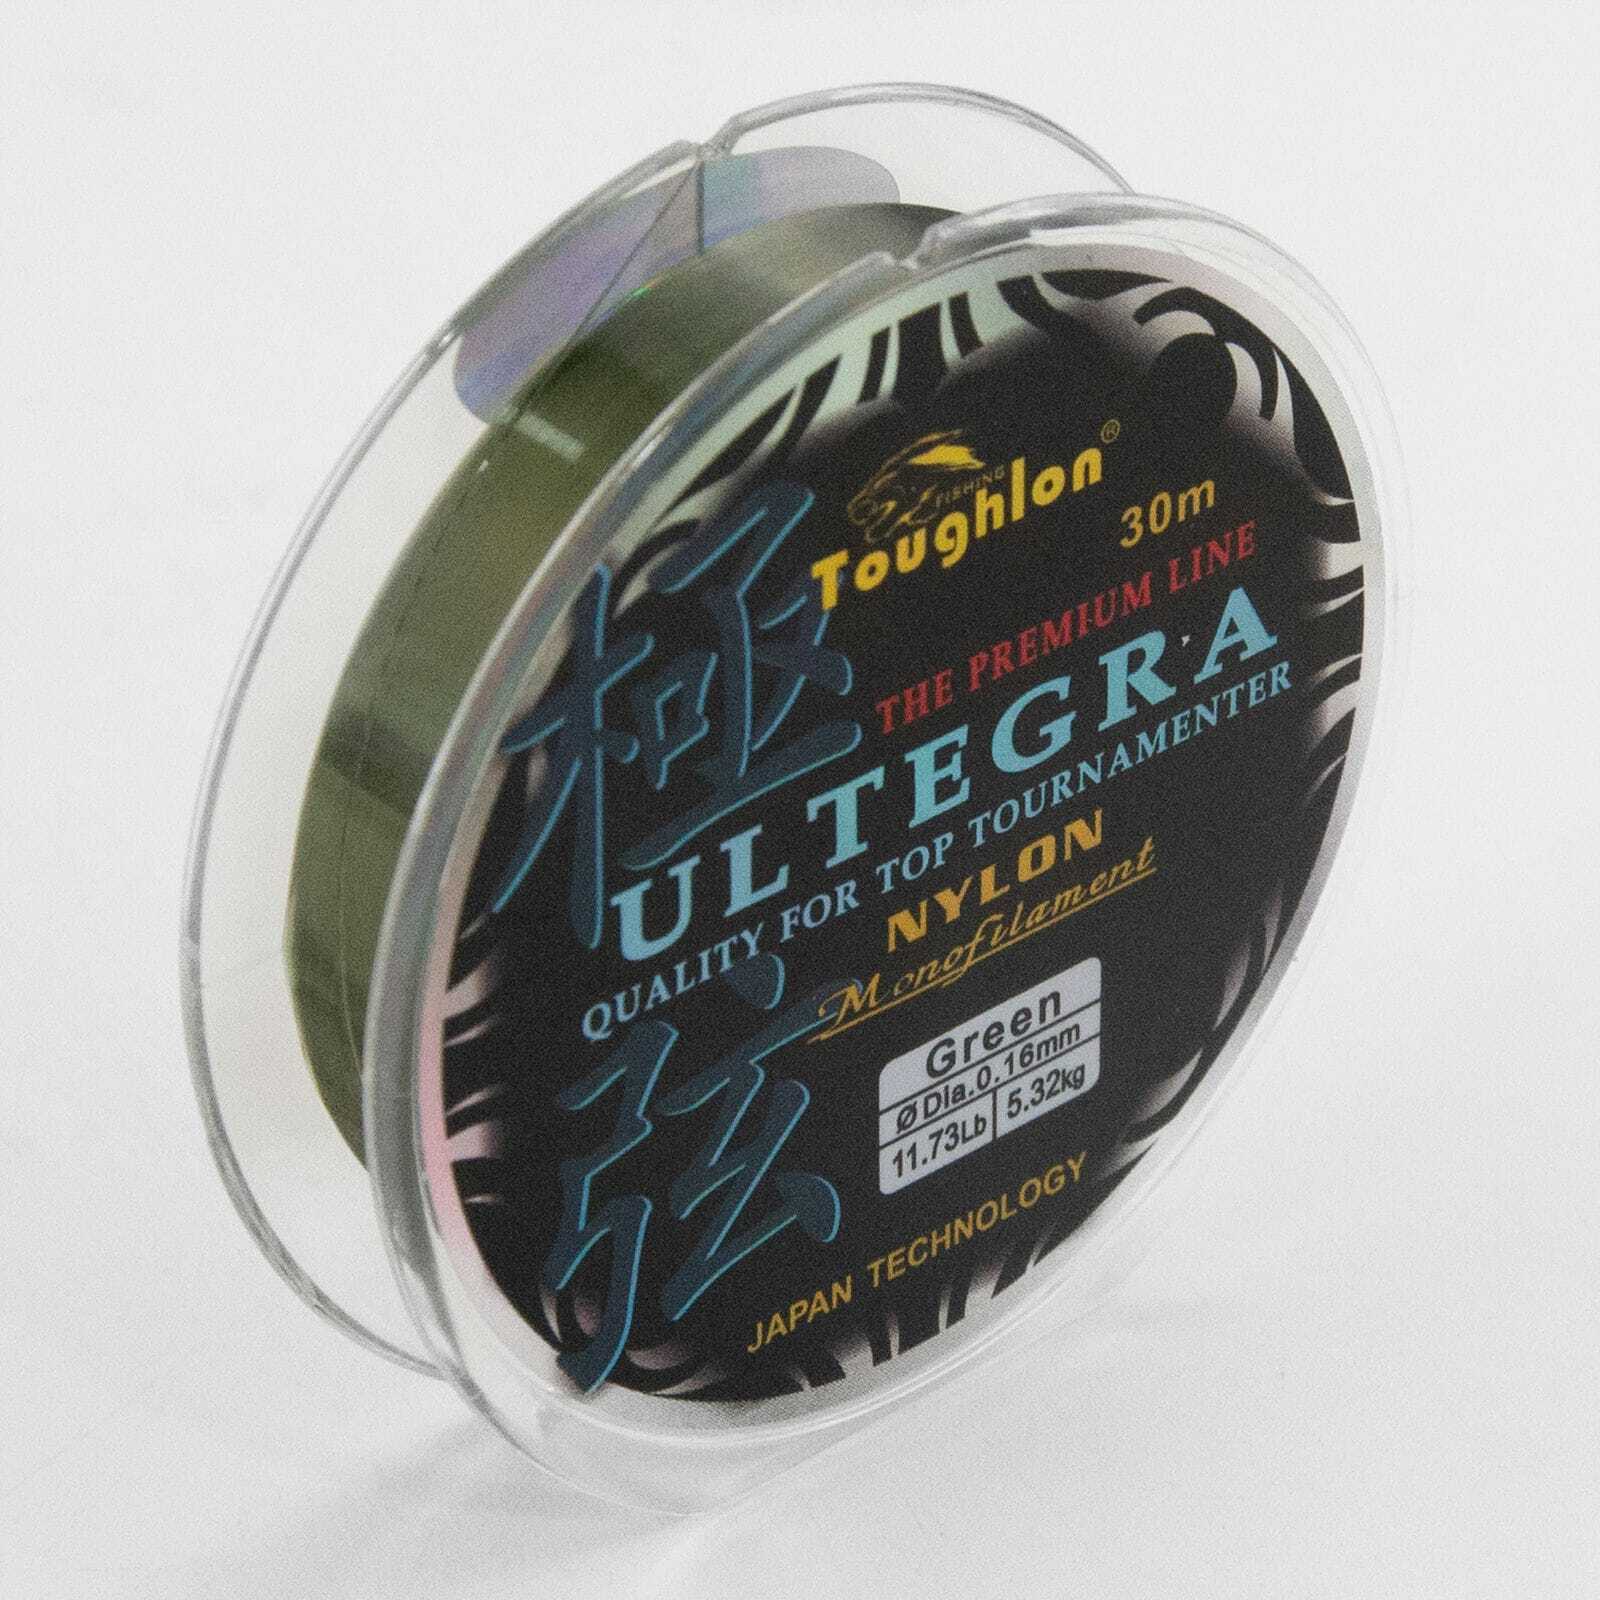 FISHING
Toughlon®
30m
THE PREMIUM LINE
ULTEGRA
QUALITY FOR TOP TOURNAMENTER
NYLON
Monofilament
極弦
Green
Ø Dia.0.16mm
11.73Lb 5.32kg
JAPAN TECHNOLOGY